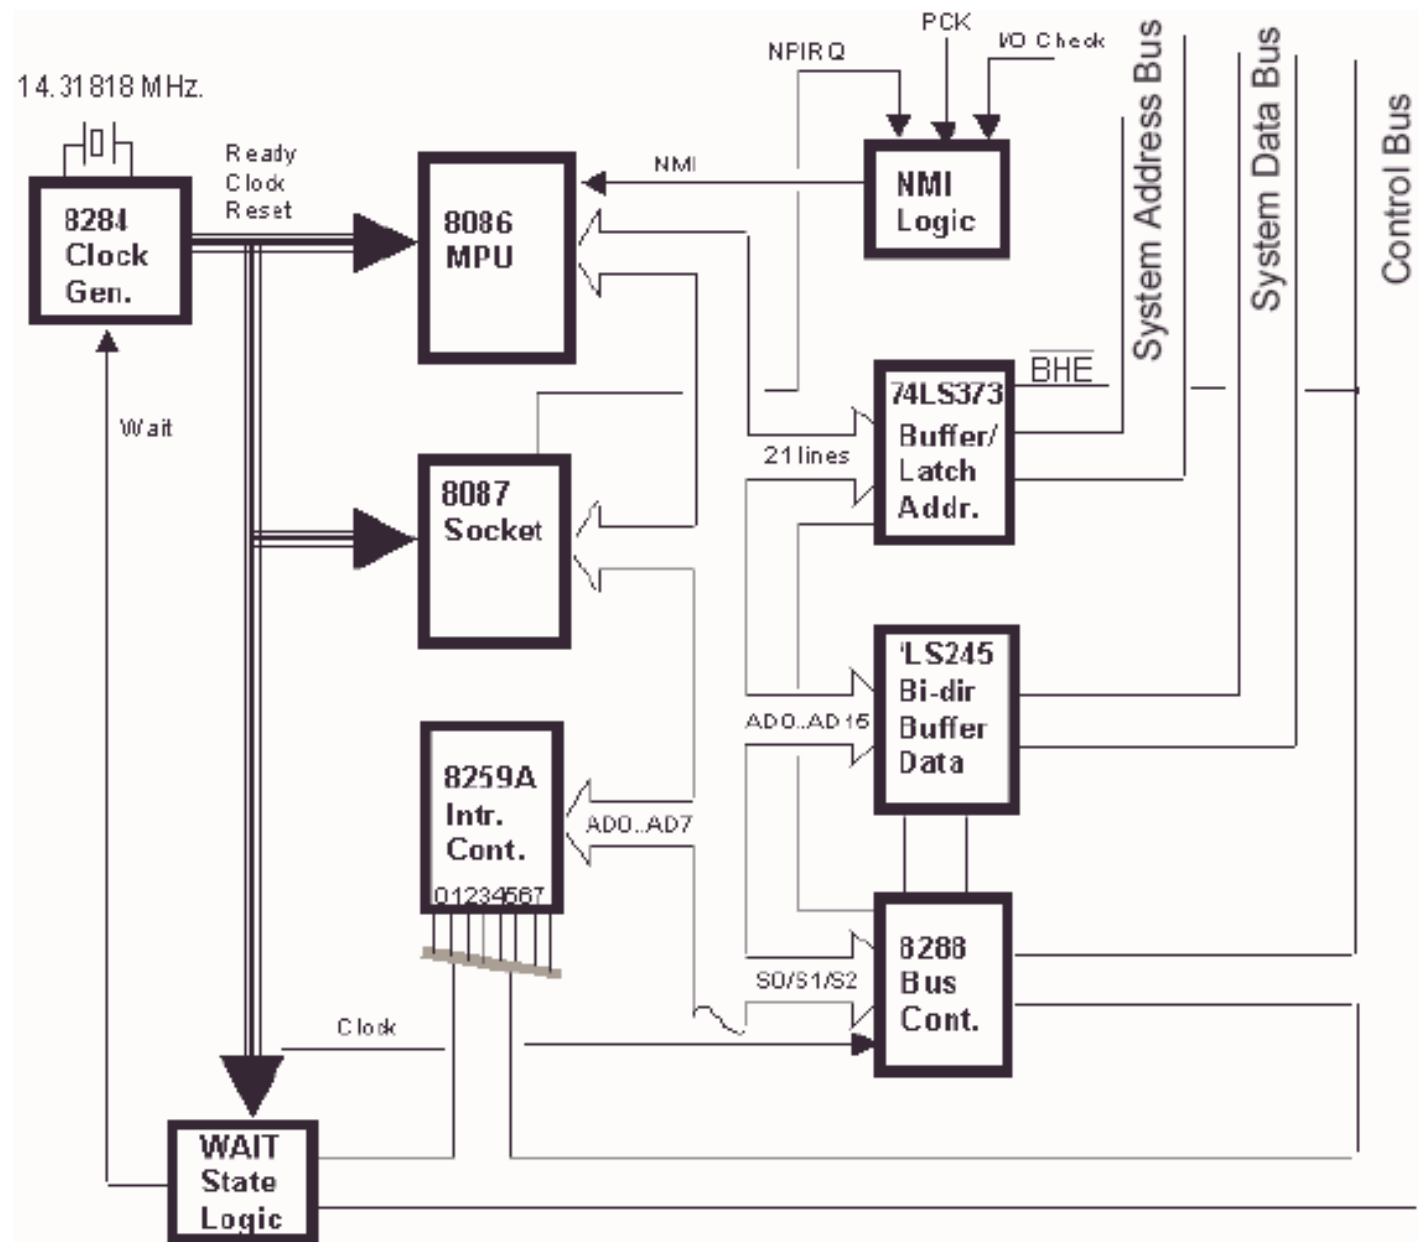 PCK
NPIRQ
I/O Check
System Address Bus
System Data Bus
Control Bus
14.31818 MHz.
Ready
Clock
Reset
8284
Clock
Gen.
8086
MPU
NMI
NMI
Logic
Wait
BHE
74LS373
Buffer/
Latch
Addr.
21 lines
8087
Socket
'LS245
Bi-dir
Buffer
Data
AD0..AD15
8259A
Intr.
Cont.
01234567
AD0..AD7
8288
Bus
Cont.
S0/S1/S2
Clock
WAIT
State
Logic